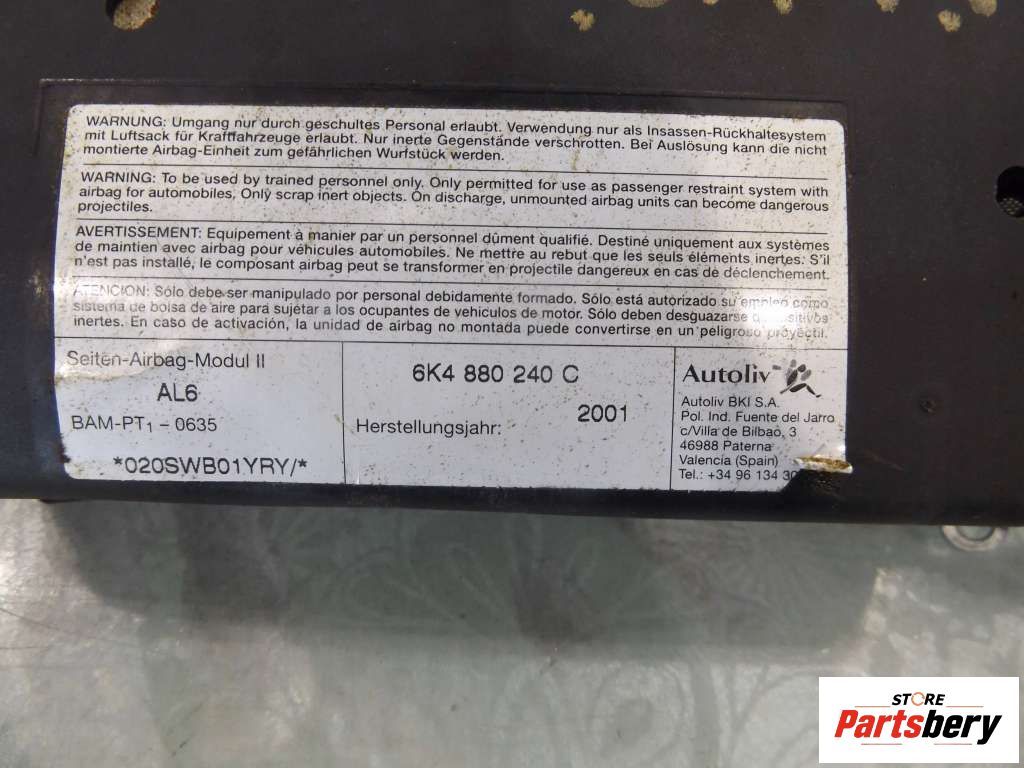 WARNUNG: Umgang nur durch geschultes Personal erlaubt. Verwendung nur als Insassen-Rückhaltesystem
mit Luftsack für Kraftfahrzeuge erlaubt. Nur inerte Gegenstände verschrotten. Bei Auslösung kann die nicht
montierte Airbag-Einheit zum gefährlichen Wurfstück werden.
WARNING: To be used by trained personnel only. Only permitted for use as passenger restraint system with
airbag for automobiles. Only scrap inert objects. On discharge, unmounted airbag units can become dangerous
projectiles.
AVERTISSEMENT: Equipement à manier par un personnel dûment qualifié. Destiné uniquement aux systèmes
de maintien avec airbag pour véhicules automobiles. Ne mettre au rebut que les seuls éléments inertes. S'il
n'est pas installé, le composant airbag peut se transformer en projectile dangereux en cas de déclenchement.
ATENCION: Sólo debe ser manipulado por personal debidamente formado. Sólo está autorizado su empleo como
sistema de bolsa de aire para sujétar a los ocupantes de vehiculos de motor. Sólo deben desguazarse
inertes. En caso de activación, la unidad de airbag no montada puede convertirse en un peligroso proyéctil.
Seiten-Airbag-Modul II
AL6
BAM-PT1 - 0635
*020SWB01YRY/*
6K4 880 240 C
2001
Herstellungsjahr:
Autoliv
Autoliv BKI S.A.
Pol. Ind. Fuente del Jarro
c/Villa de Bilbao, 3
46988 Paterna
Valencia (Spain)
Tel.: +34 96 134 30
STORE
Partsbery